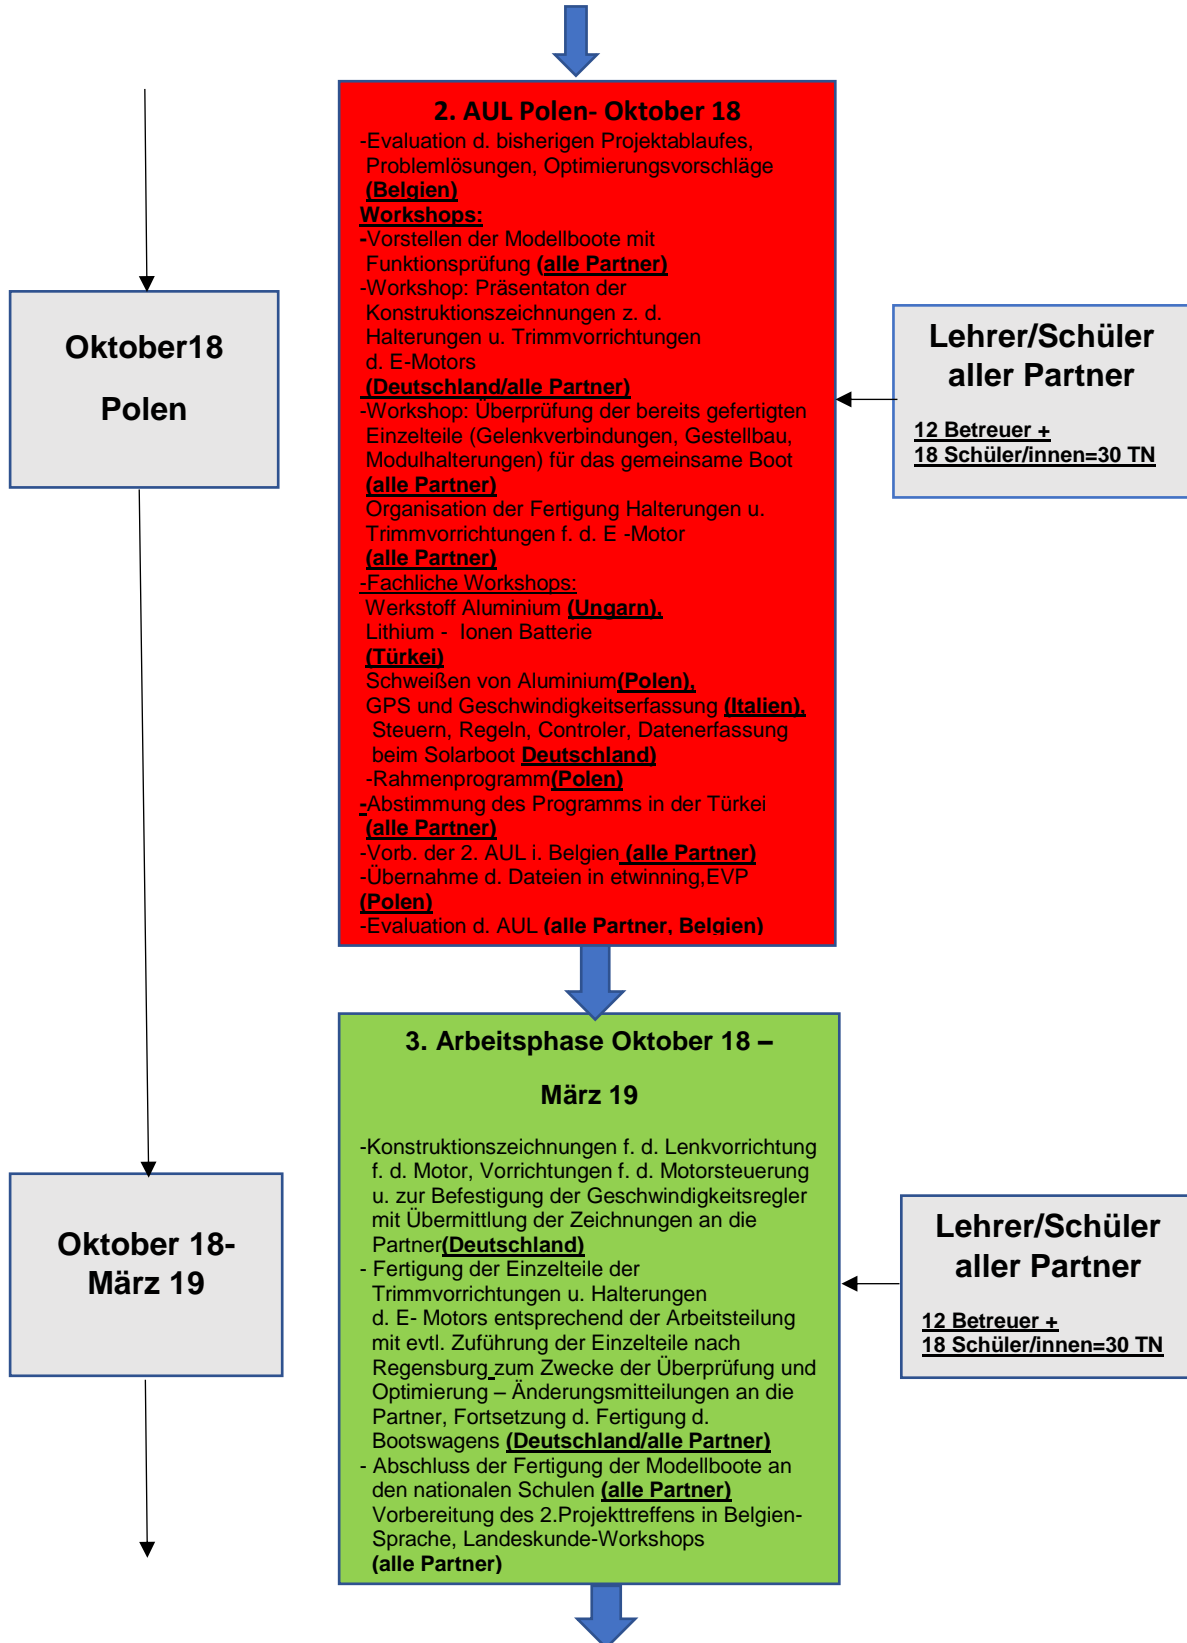 2. AUL Polen- Oktober 18
-Evaluation d. bisherigen Projektablaufes,
Problemlösungen, Optimierungsvorschläge
(Belgien)
Workshops:
-Vorstellen der Modellboote mit
Funktionsprüfung (alle Partner)
-Workshop: Präsentaton der
Konstruktionszeichnungen z. d.
Halterungen u. Trimmvorrichtungen
d. E-Motors
(Deutschland/alle Partner)
-Workshop: Überprüfung der bereits gefertigten
Einzelteile (Gelenkverbindungen, Gestellbau,
Modulhalterungen) für das gemeinsame Boot
(alle Partner)
Organisation der Fertigung Halterungen u.
Trimmvorrichtungen f. d. E -Motor
(alle Partner)
-Fachliche Workshops:
Werkstoff Aluminium (Ungarn),
Lithium - Ionen Batterie
(Türkei)
Schweißen von Aluminium(Polen),
GPS und Geschwindigkeitserfassung (Italien),
Steuern, Regeln, Controler, Datenerfassung
beim Solarboot Deutschland)
-Rahmenprogramm(Polen)
-Abstimmung des Programms in der Türkei
(alle Partner)
-Vorb. der 2. AUL i. Belgien (alle Partner)
-Übernahme d. Dateien in etwinning,EVP
(Polen)
-Evaluation d. AUL (alle Partner, Belgien)
Oktober18
Polen
Lehrer/Schüler
aller Partner
12 Betreuer +
18 Schüler/innen=30 TN
3. Arbeitsphase Oktober 18 –
März 19
-Konstruktionszeichnungen f. d. Lenkvorrichtung
f. d. Motor, Vorrichtungen f. d. Motorsteuerung
u. zur Befestigung der Geschwindigkeitsregler
mit Übermittlung der Zeichnungen an die
Partner(Deutschland)
- Fertigung der Einzelteile der
Trimmvorrichtungen u. Halterungen
d. E- Motors entsprechend der Arbeitsteilung
mit evtl. Zuführung der Einzelteile nach
Regensburg zum Zwecke der Überprüfung und
Optimierung – Änderungsmitteilungen an die
Partner, Fortsetzung d. Fertigung d.
Bootswagens (Deutschland/alle Partner)
- Abschluss der Fertigung der Modellboote an
den nationalen Schulen (alle Partner)
Vorbereitung des 2.Projekttreffens in Belgien-
Sprache, Landeskunde-Workshops
(alle Partner)
Oktober 18-
März 19
Lehrer/Schüler
aller Partner
12 Betreuer +
18 Schüler/innen=30 TN